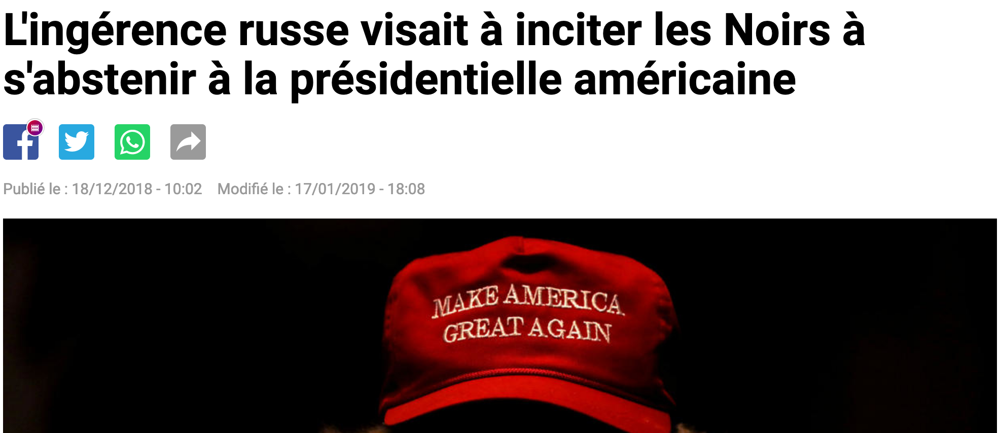 L'ingérence russe visait à inciter les Noirs à
s'abstenir à la présidentielle américaine
Publié le : 18/12/2018 - 10:02 Modifié le : 17/01/2019 - 18:08
MAKE AMERICA
GREAT AGAIN